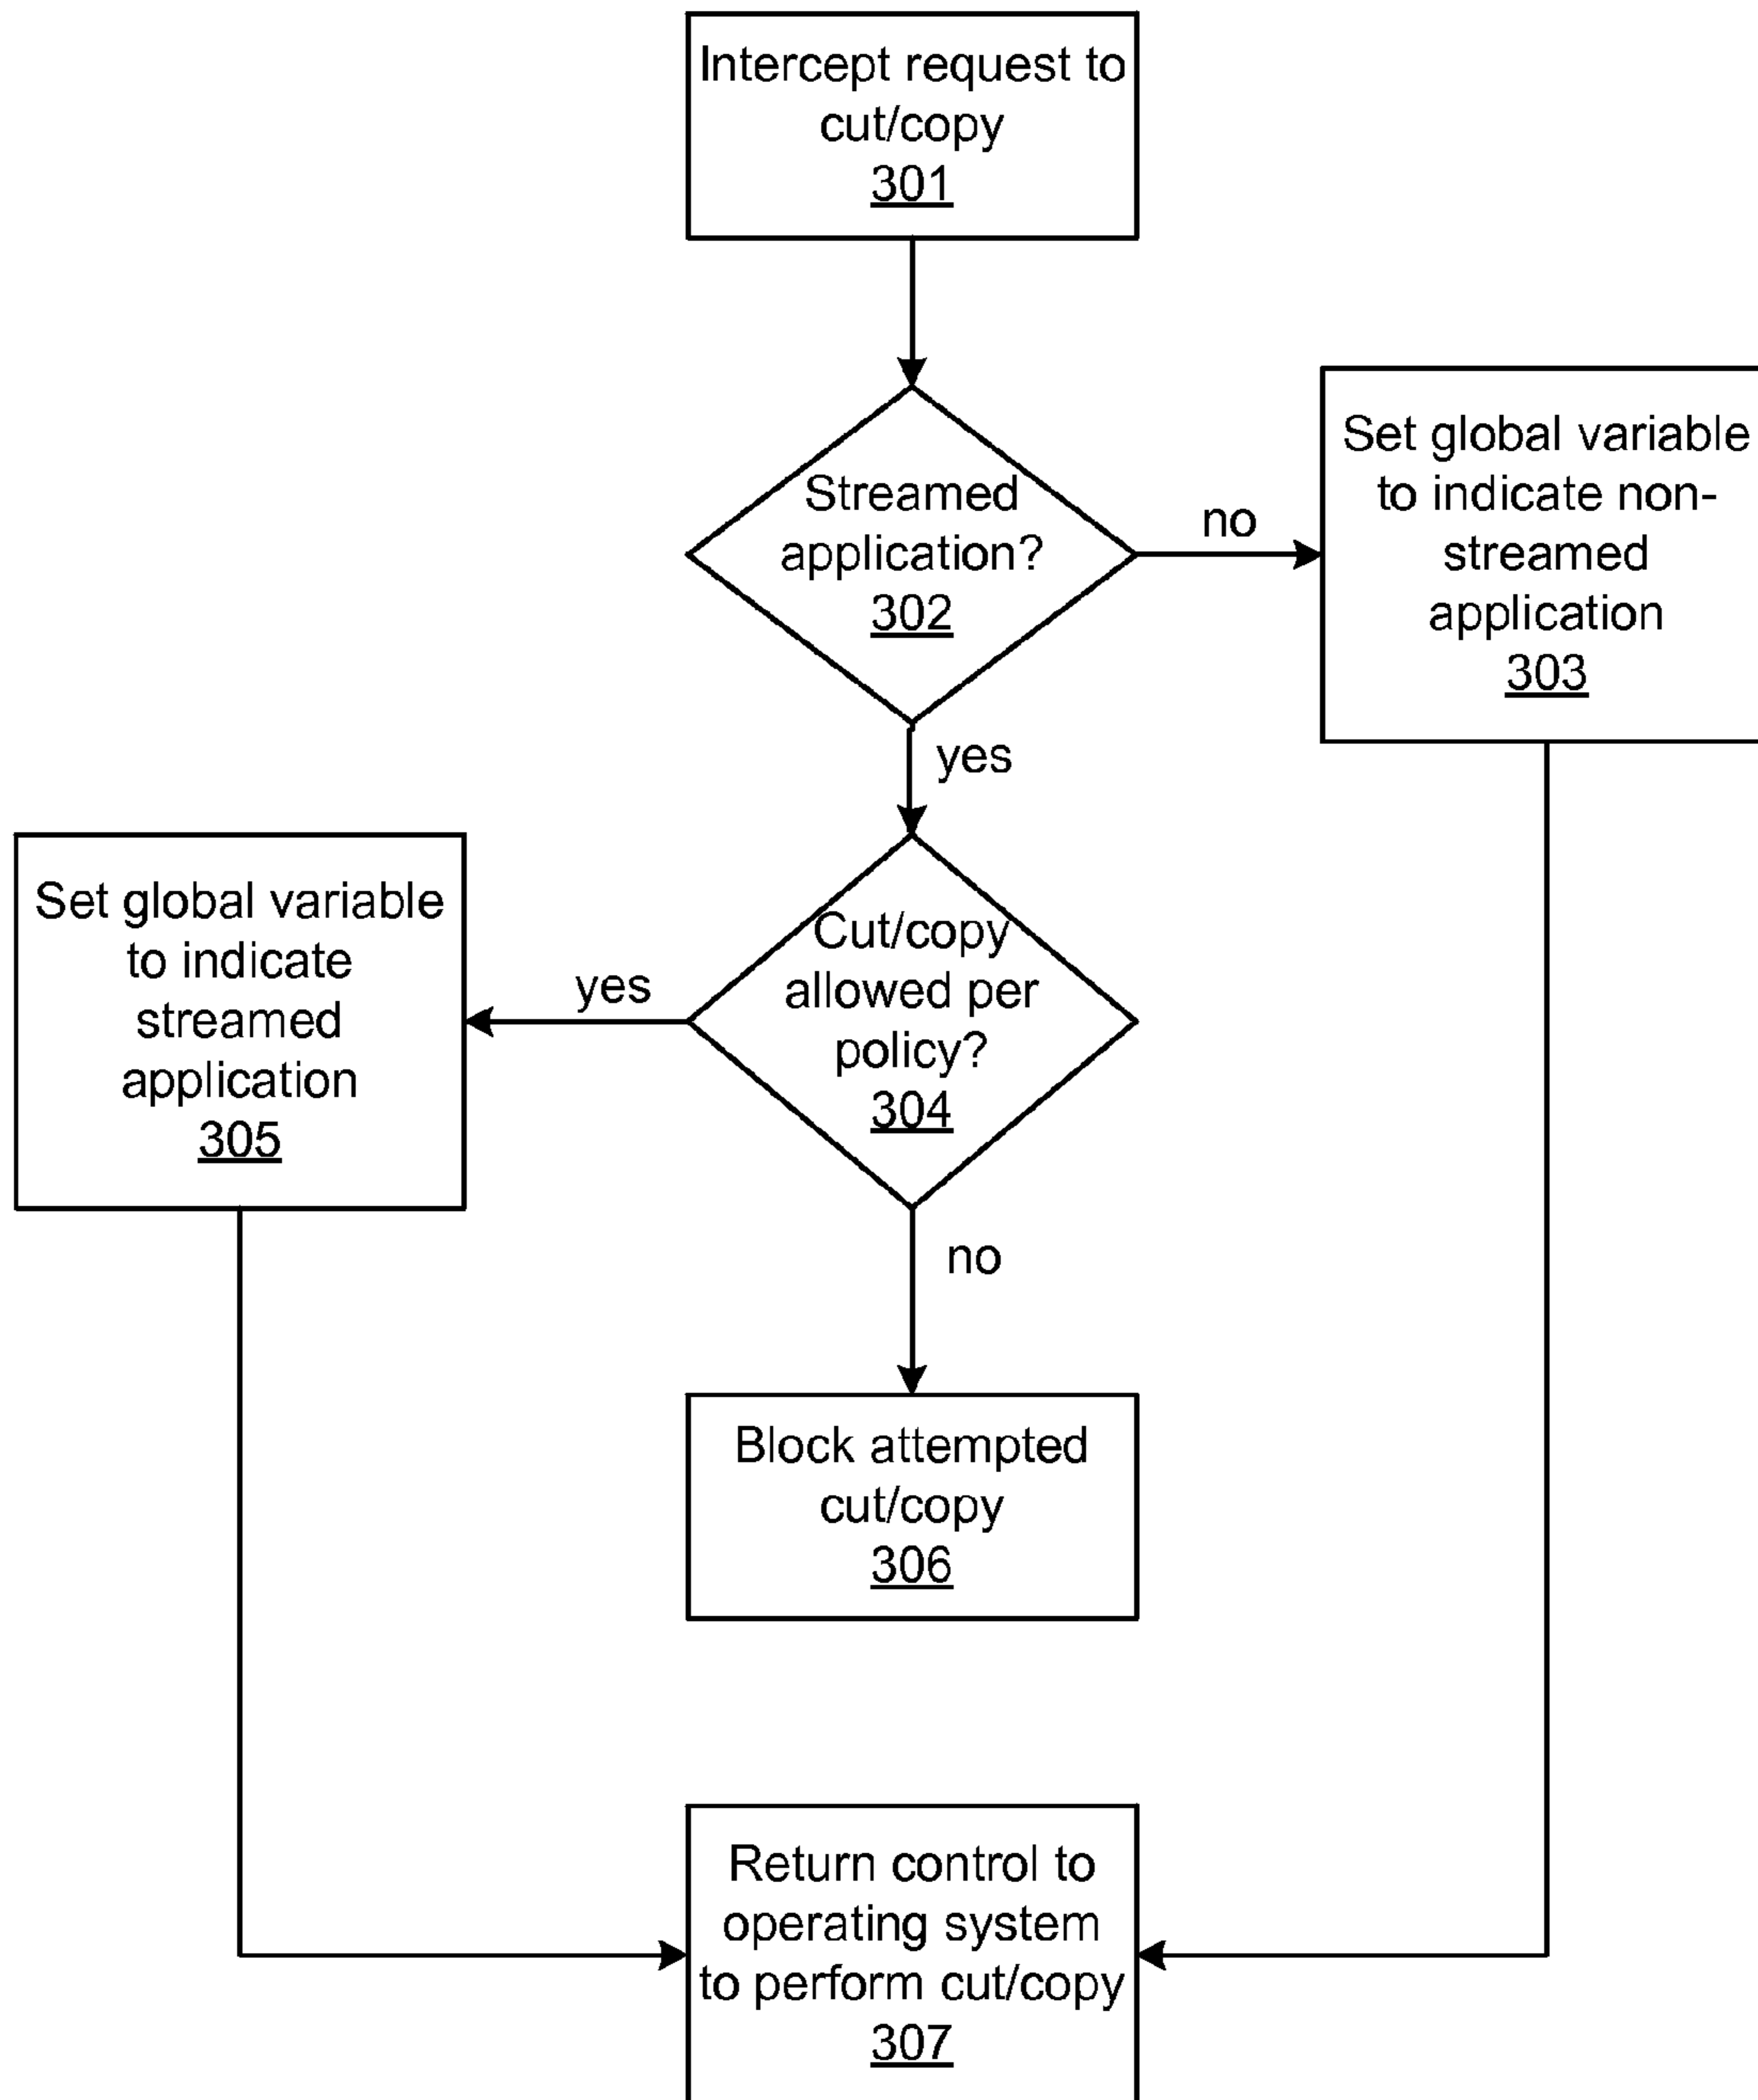 Intercept request to
cut/copy
301
Streamed
application?
302
no
Set global variable
to indicate non-
streamed
application
303
yes
Set global variable
to indicate
streamed
application
305
yes
Cut/copy
allowed per
policy?
304
no
Block attempted
cut/copy
306
Return control to
operating system
to perform cut/copy
307